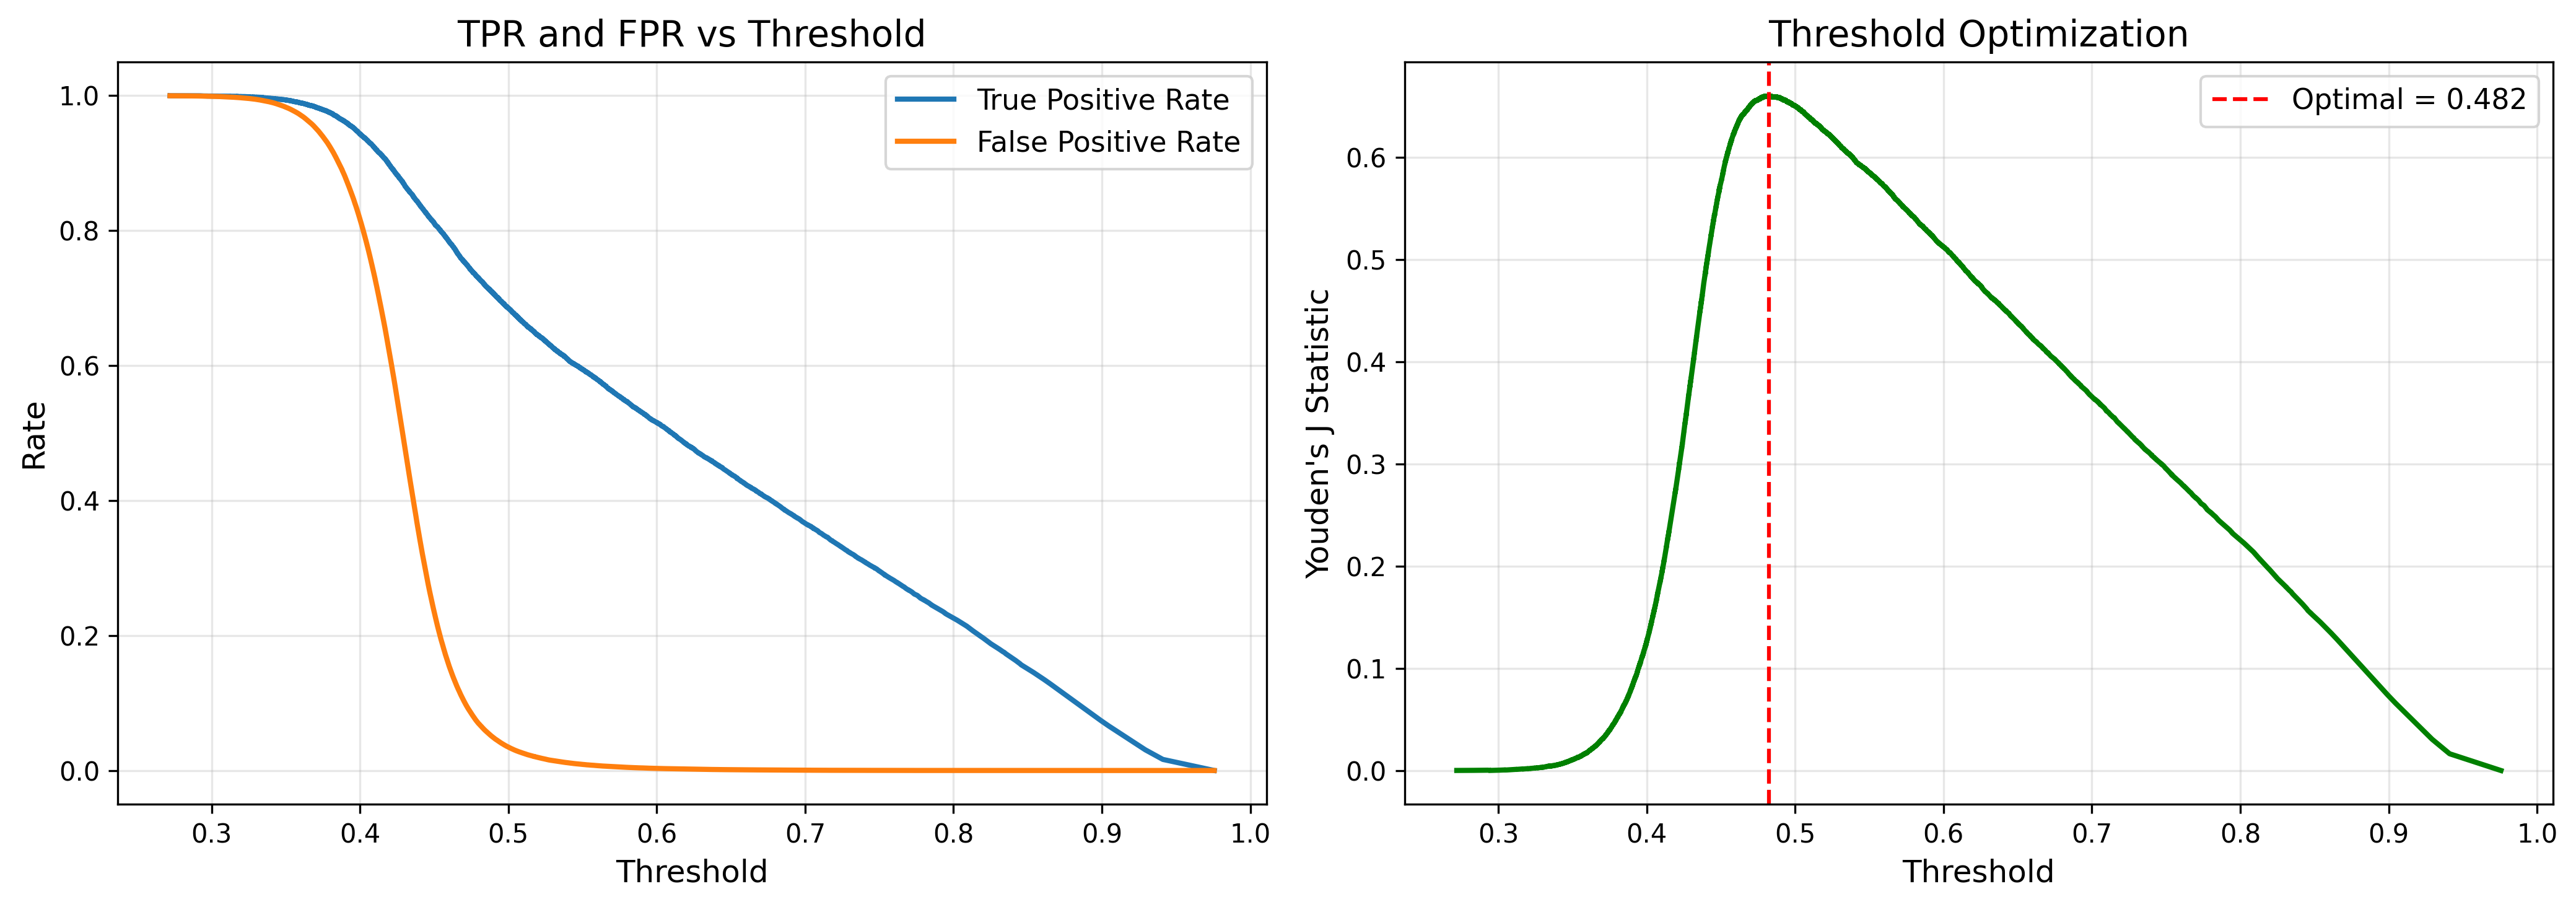 TPR and FPR vs Threshold
True Positive Rate
False Positive Rate
Rate
1.0
0.8
0.6
0.4
0.2
0.0
0.3 0.4 0.5 0.6 0.7 0.8 0.9 1.0
Threshold
Threshold Optimization
Optimal = 0.482
Youden's J Statistic
0.6
0.5
0.4
0.3
0.2
0.1
0.0
0.3 0.4 0.5 0.6 0.7 0.8 0.9 1.0
Threshold